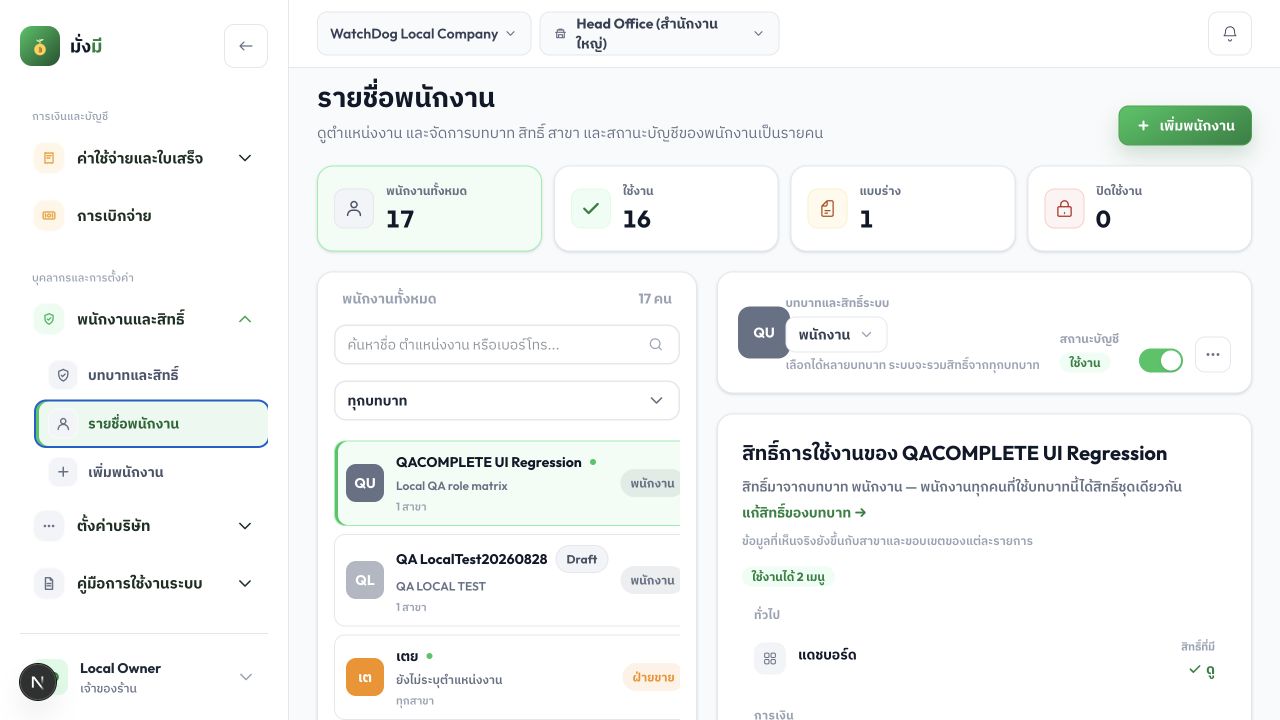 มั่งมี
การเงินและบัญชี
ค่าใช้จ่ายและใบเสร็จ
การเบิกจ่าย
บุคลากรและการตั้งค่า
พนักงานและสิทธิ์
บทบาทและสิทธิ์
รายชื่อพนักงาน
เพิ่มพนักงาน
ตั้งค่าบริษัท
คู่มือการใช้งานระบบ
N
Local Owner
เจ้าของร้าน
WatchDog Local Company
Head Office (สำนักงาน
ใหญ่)
รายชื่อพนักงาน
ดูตำแหน่งงาน และจัดการบทบาท สิทธิ์ สาขา และสถานะบัญชีของพนักงานเป็นรายคน
+ เพิ่มพนักงาน
พนักงานทั้งหมด
17
ใช้งาน
16
แบบร่าง
1
ปิดใช้งาน
0
พนักงานทั้งหมด 17 คน
ค้นหาชื่อ ตำแหน่งงาน หรือเบอร์โทร...
ทุกบทบาท
QU
QACOMPLETE UI Regression
Local QA role matrix
1 สาขา
พนักงาน
QL
QA LocalTest20260828 Draft
QA LOCAL TEST
1 สาขา
พนักงาน
เต
เตย
ยังไม่ระบุตำแหน่งงาน
ทุกสาขา
ฝ่ายขาย
QU
บทบาทและสิทธิ์ระบบ
พนักงาน
เลือกได้หลายบทบาท ระบบจะรวมสิทธิ์จากทุกบทบาท
สถานะบัญชี
ใช้งาน
สิทธิ์การใช้งานของ QACOMPLETE UI Regression
สิทธิ์มาจากบทบาท พนักงาน — พนักงานทุกคนที่ใช้บทบาทนี้ได้สิทธิ์ชุดเดียวกัน
แก้สิทธิ์ของบทบาท →
ข้อมูลที่เห็นจริงยังขึ้นกับสาขาและขอบเขตของแต่ละรายการ
ใช้งานได้ 2 เมนู
ทั่วไป
แดชบอร์ด
สิทธิ์ที่มี
ดู
การเงิน